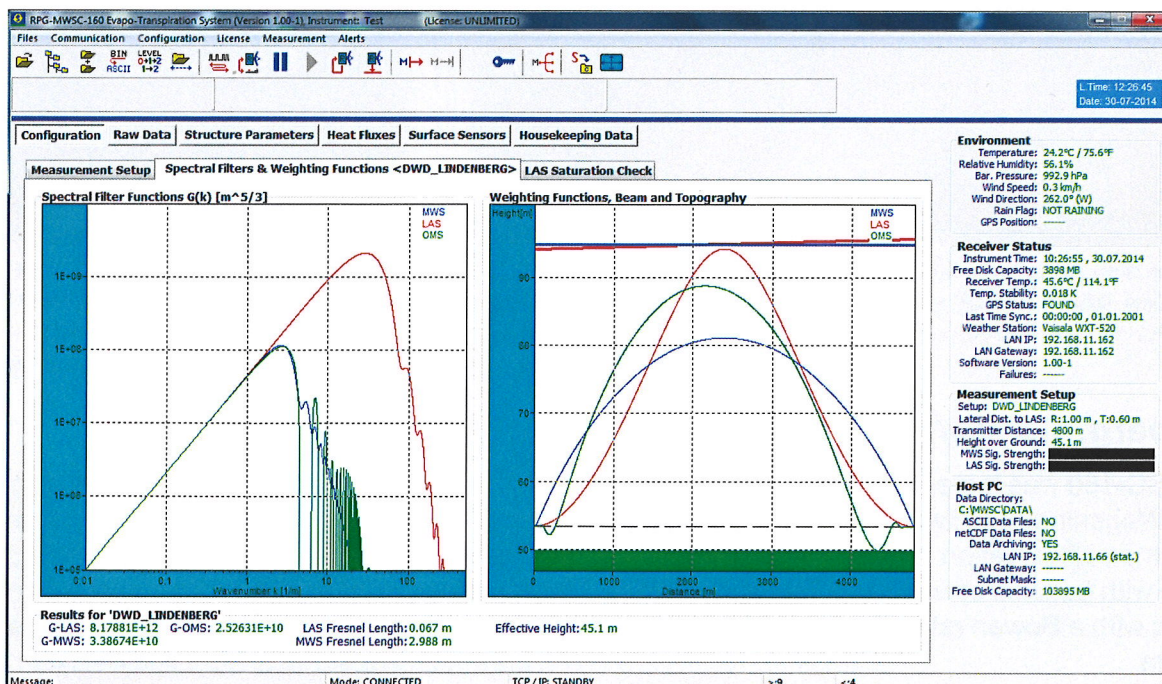 RPG-MWSC-160 Evapo-Transpiration System (Version 1.00-1), Instrument: Test (License: UNLIMITED)
Files Communication Configuration License Measurement Alerts
BIN ASCII
LEVEL 0+1+2 1→2
L.Time: 12:26:45
Date: 30-07-2014
Configuration Raw Data Structure Parameters Heat Fluxes Surface Sensors Housekeeping Data
Measurement Setup Spectral Filters & Weighting Functions <DWD_LINDENBERG> LAS Saturation Check
Spectral Filter Functions G(k) [m^5/3]
MWS
LAS
OMS
1E+09
1E+08
1E+07
1E+06
1E+05
0.01 0.1 1 10 100
Wavenumber k [1/m]
Weighting Functions, Beam and Topography
Height[m]
MWS
LAS
OMS
90
80
70
60
50
0 1000 2000 3000 4000
Distance [m]
Results for 'DWD_LINDENBERG'
G-LAS: 8.17881E+12 G-OMS: 2.52631E+10 LAS Fresnel Length:0.067 m Effective Height:45.1 m
G-MWS: 3.38674E+10 MWS Fresnel Length:2.988 m
Environment
Temperature: 24.2°C / 75.6°F
Relative Humidity: 56.1%
Bar. Pressure: 992.9 hPa
Wind Speed: 0.3 km/h
Wind Direction: 262.0° (W)
Rain Flag: NOT RAINING
GPS Position: ------
Receiver Status
Instrument Time: 10:26:55 , 30.07.2014
Free Disk Capacity: 3898 MB
Receiver Temp.: 45.6°C / 114.1°F
Temp. Stability: 0.018 K
GPS Status: FOUND
Last Time Sync.: 00:00:00 , 01.01.2001
Weather Station: Vaisala WXT-520
LAN IP: 192.168.11.162
LAN Gateway: 192.168.11.162
Software Version: 1.00-1
Failures: ------
Measurement Setup
Setup: DWD_LINDENBERG
Lateral Dist. to LAS: R:1.00 m , T:0.60 m
Transmitter Distance: 4800 m
Height over Ground: 45.1 m
MWS Sig. Strength:
LAS Sig. Strength:
Host PC
Data Directory:
C:\MWSC\DATA\
ASCII Data Files: NO
netCDF Data Files: NO
Data Archiving: YES
LAN IP: 192.168.11.66 (stat.)
LAN Gateway: ------
Subnet Mask: ------
Free Disk Capacity: 103895 MB
Message: Mode: CONNECTED TCP / IP: STANDBY >:9 <:4